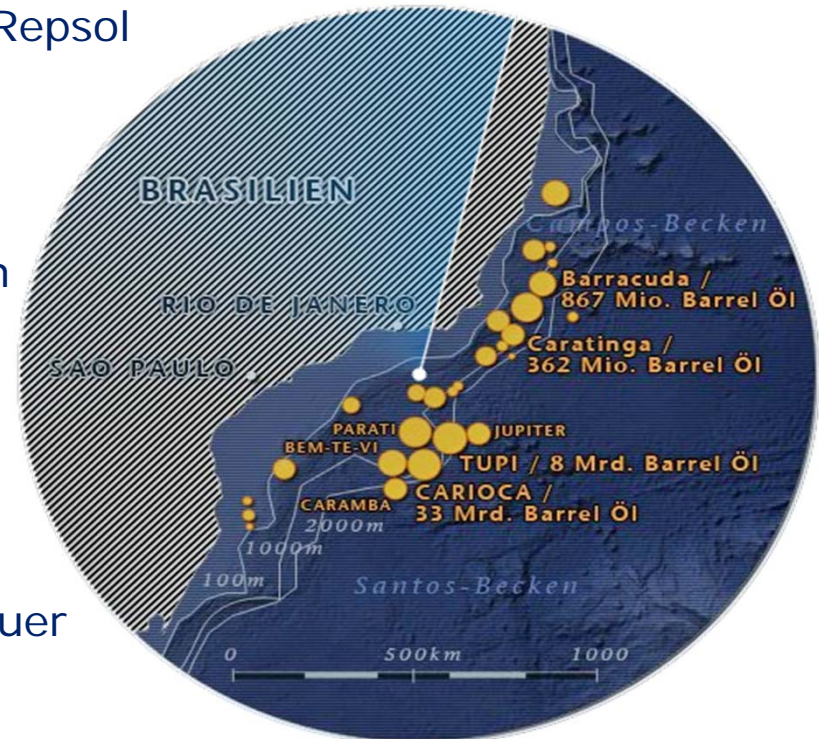 Repsol
BRASILIEN
Campos-Becken
n
Barracuda /
867 Mio. Barrel Öl
RIO DE JANERO
Caratinga /
362 Mio. Barrel Öl
SAO PAULO
PARATI
JUPITER
BEM-TE-VI
TUPI / 8 Mrd. Barrel Öl
CARAMBA
CARIOCA /
33 Mrd. Barrel Öl
2000m
1000m
100m
Santos-Becken
uer
0 500km 1000